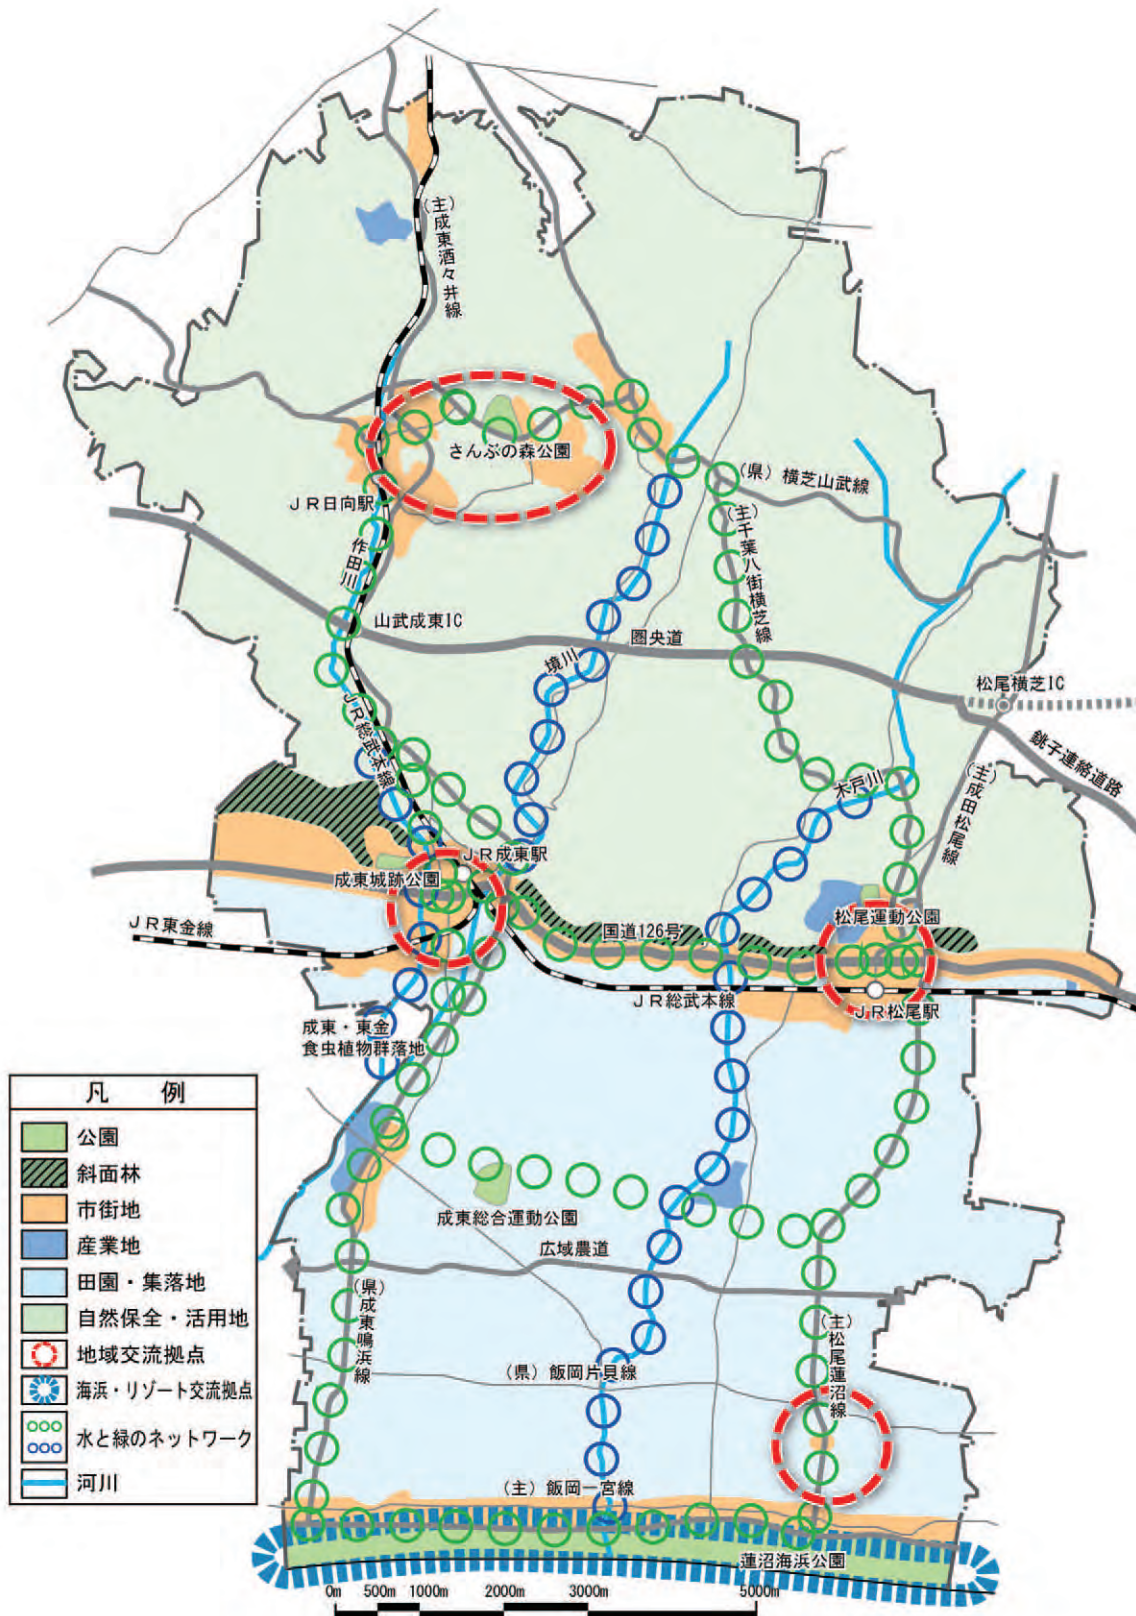 (主)成東酒々井線
さんぶの森公園
JR日向駅
(県)横芝山武線
(主)千葉八街横芝線
作田川
山武成東IC
圏央道
境川
松尾横芝IC
JR総武本線
銚子連絡道路
木戸川
(主)成田松尾線
JR成東駅
成東城跡公園
松尾運動公園
JR東金線
国道126号
JR総武本線
JR松尾駅
成東・東金
食虫植物群落地
凡 例
公園
斜面林
市街地
産業地
田園・集落地
自然保全・活用地
地域交流拠点
海浜・リゾート交流拠点
水と緑のネットワーク
河川
成東総合運動公園
広域農道
(県)成東鳴浜線
(主)松尾蓮沼線
(県)飯岡片貝線
(主)飯岡一宮線
蓮沼海浜公園
0m 500m 1000m 2000m 3000m 5000m